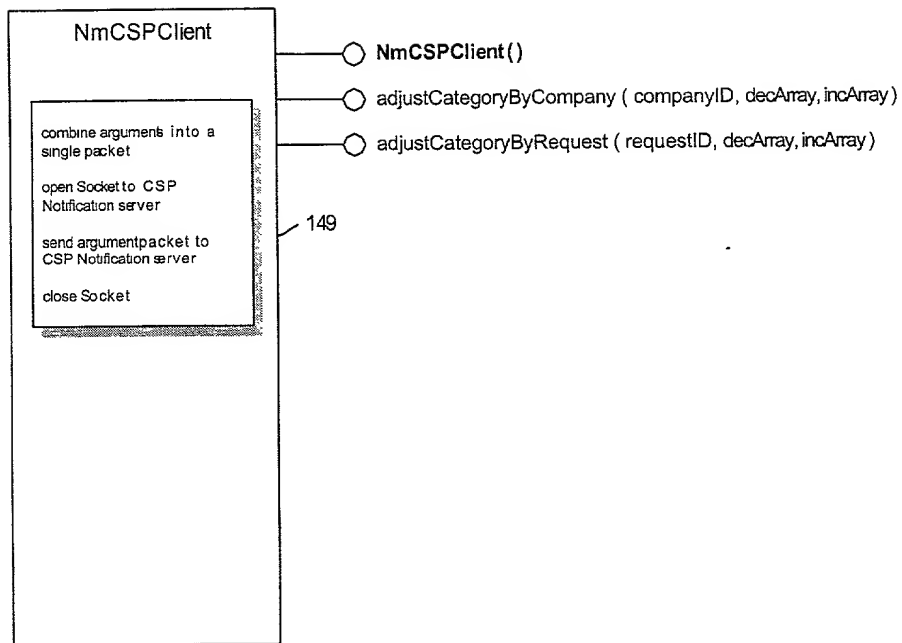 NmCSPClient
NmCSPClient()
adjustCategoryByCompany ( companyID, decArray, incArray)
adjustCategoryByRequest ( requestID, decArray, incArray)
combine arguments into a
single packet
open Socket to CSP
Notification server
send argumentpacket to
CSP Notification server
close Socket
149